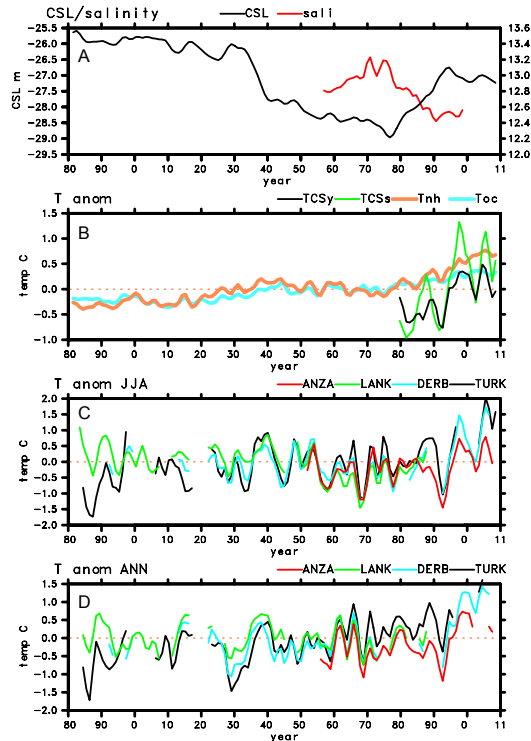 CSL/salinity CSL sali
A
CSL m
-25.5 13.6
-26.0 13.4
-26.5 13.2
-27.0 13.0
-27.5 12.8
-28.0 12.6
-28.5 12.4
-29.0 12.2
-29.5 12.0
80 90 0 10 20 30 40 50 60 70 80 90 0 11
year
T anom TCSy TCSs Tnh Toc
B
temp C
1.5
1.0
0.5
0.0
-0.5
-1.0
80 90 0 10 20 30 40 50 60 70 80 90 0 11
year
T anom JJA ANZA LANK DERB TURK
C
temp C
2.0
1.5
1.0
0.5
0.0
-0.5
-1.0
-1.5
-2.0
80 90 0 10 20 30 40 50 60 70 80 90 0 11
year
T anom ANN ANZA LANK DERB TURK
D
temp C
1.5
1.0
0.5
0.0
-0.5
-1.0
-1.5
-2.0
80 90 0 10 20 30 40 50 60 70 80 90 0 11
year